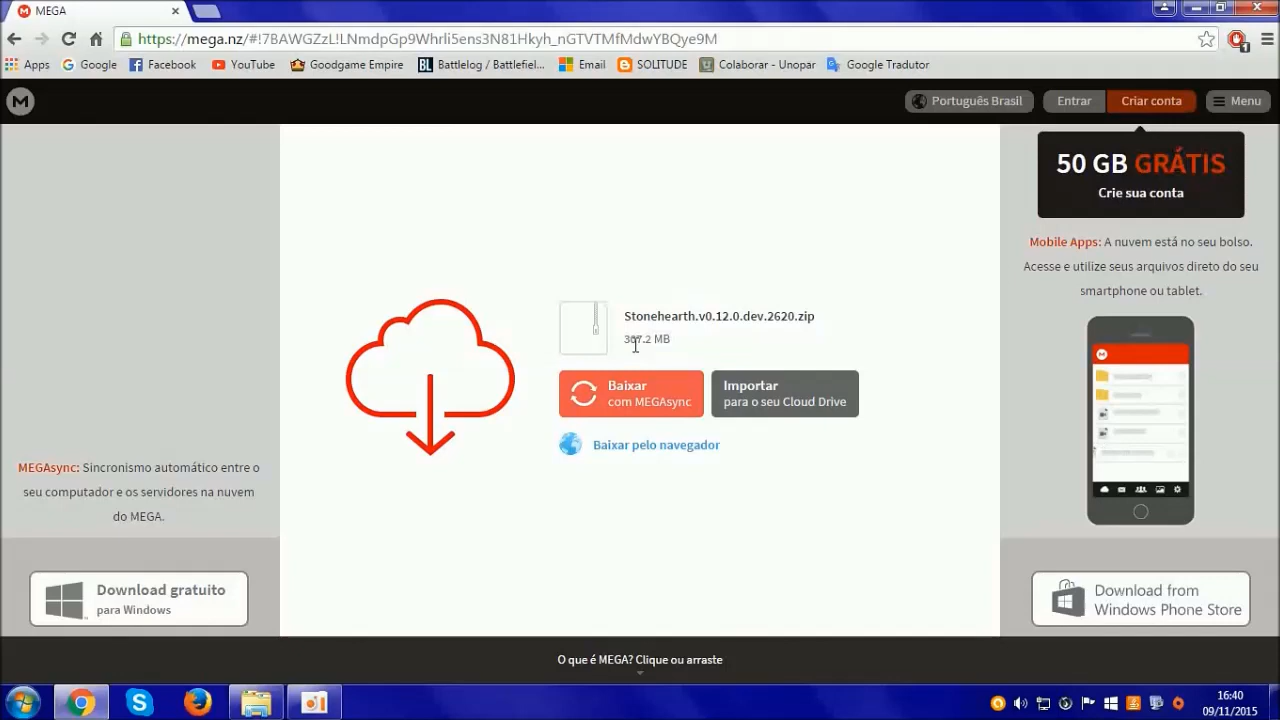 MEGA
https://mega.nz/#!7BAWGZzL!LNmdpGp9Whrli5ens3N81Hkyh_nGTVTMfMdwYBQye9M
Apps Google Facebook YouTube Goodgame Empire Battlelog / Battlefiel... Email SOLITUDE Colaborar - Unopar Google Tradutor
M Português Brasil Entrar Criar conta Menu
50 GB GRÁTIS
Crie sua conta
Mobile Apps: A nuvem está no seu bolso.
Acesse e utilize seus arquivos direto do seu
smartphone ou tablet.
Stonehearth.v0.12.0.dev.2620.zip
307.2 MB
Baixar
com MEGAsync
Importar
para o seu Cloud Drive
Baixar pelo navegador
MEGAsync: Sincronismo automático entre o
seu computador e os servidores na nuvem
do MEGA.
Download gratuito
para Windows
Download from
Windows Phone Store
O que é MEGA? Clique ou arraste
16:40
09/11/2015